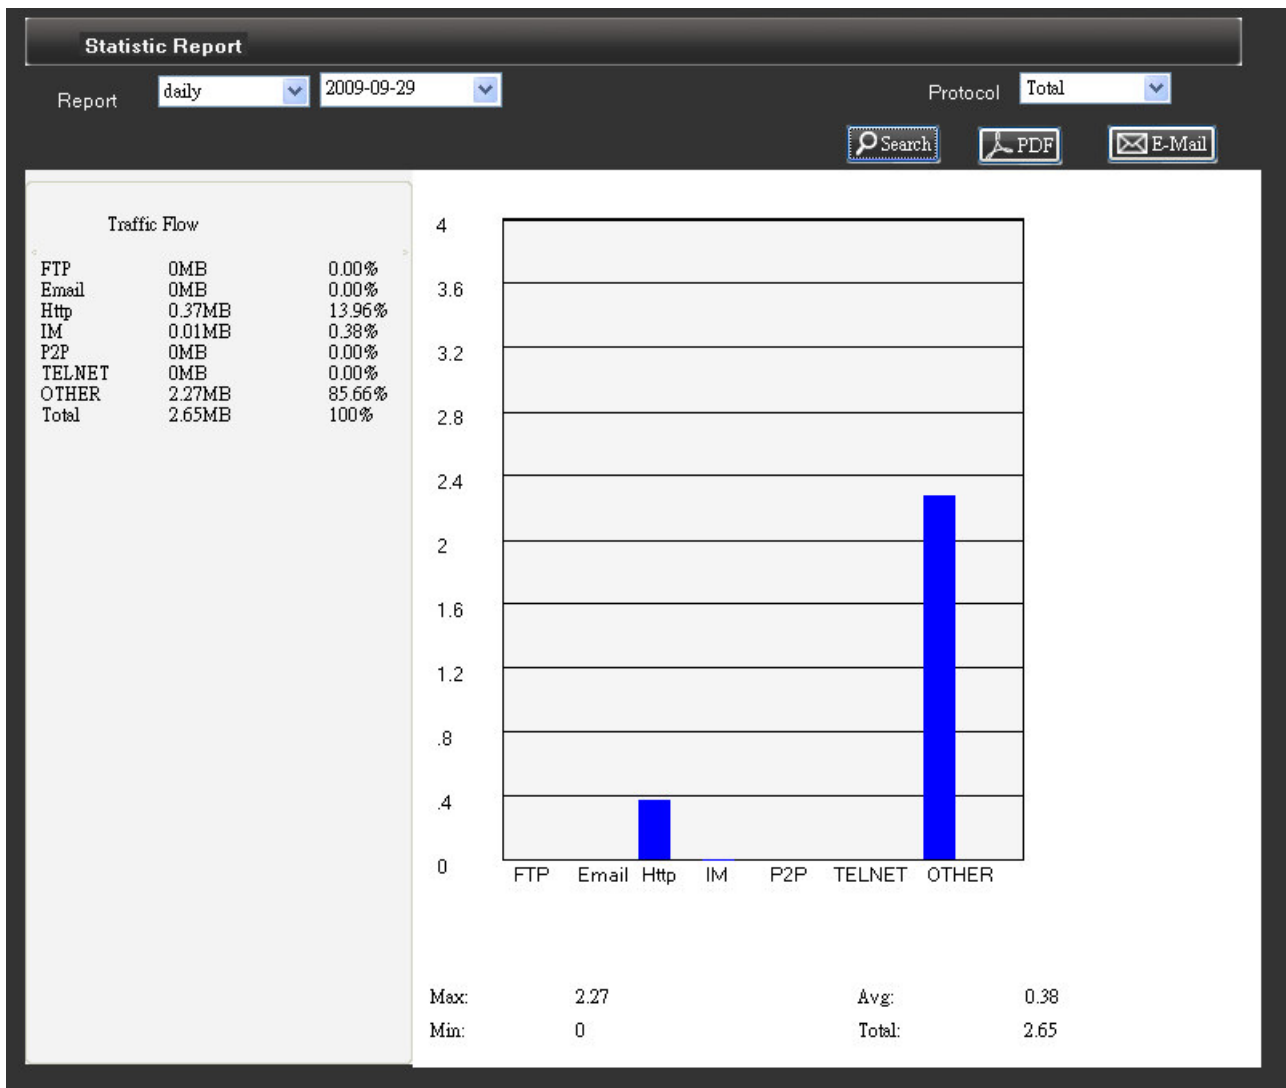 Statistic Report
Report daily 2009-09-29 Protocol Total
Search PDF E-Mail
Traffic Flow
FTP 0MB 0.00%
Email 0MB 0.00%
Http 0.37MB 13.96%
IM 0.01MB 0.38%
P2P 0MB 0.00%
TELNET 0MB 0.00%
OTHER 2.27MB 85.66%
Total 2.65MB 100%
4
3.6
3.2
2.8
2.4
2
1.6
1.2
.8
.4
0
FTP Email Http IM P2P TELNET OTHER
Max: 2.27 Avg: 0.38
Min: 0 Total: 2.65